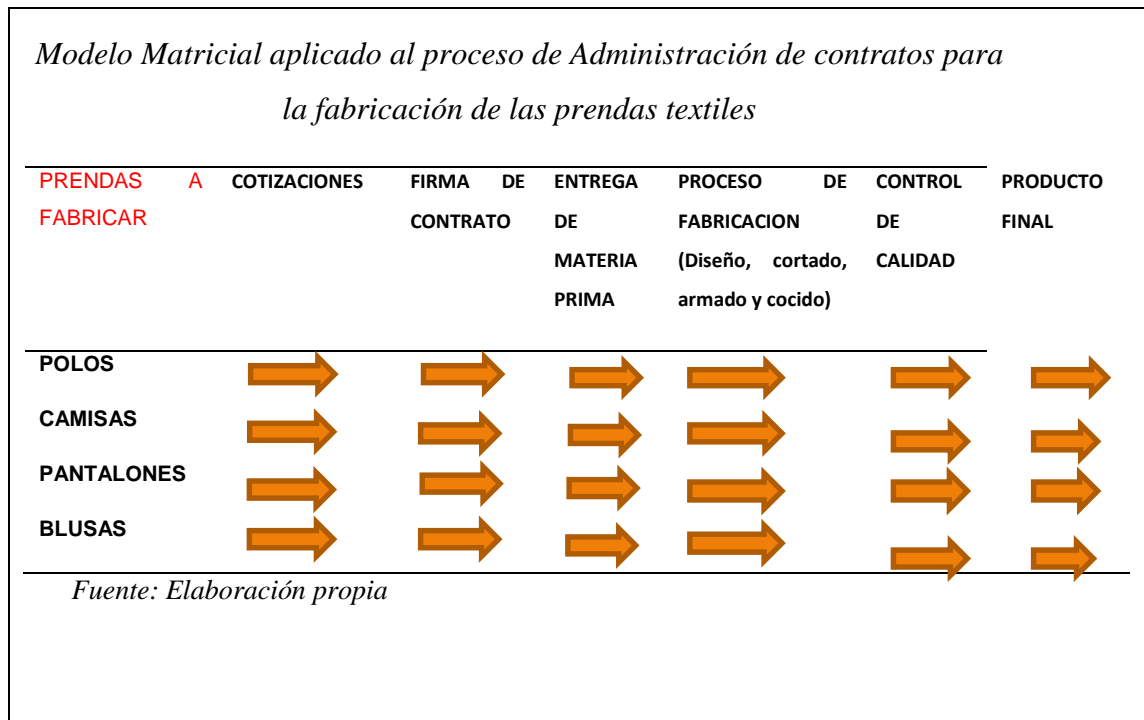 Modelo Matricial aplicado al proceso de Administración de contratos para
la fabricación de las prendas textiles
PRENDAS A
FABRICAR
COTIZACIONES
FIRMA DE
CONTRATO
ENTREGA
DE
MATERIA
PRIMA
PROCESO DE
FABRICACION
(Diseño, cortado,
armado y cocido)
CONTROL
DE
CALIDAD
PRODUCTO
FINAL
POLOS
CAMISAS
PANTALONES
BLUSAS
Fuente: Elaboración propia